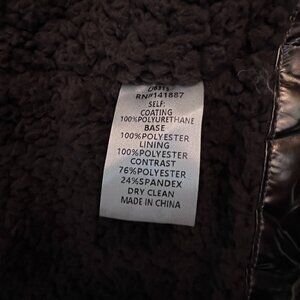 RN#141887
SELF:
COATING
100%POLYURETHANE
BASE
100%POLYESTER
LINING
100%POLYESTER
CONTRAST
76%POLYESTER
24%SPANDEX
DRY CLEAN
MADE IN CHINA